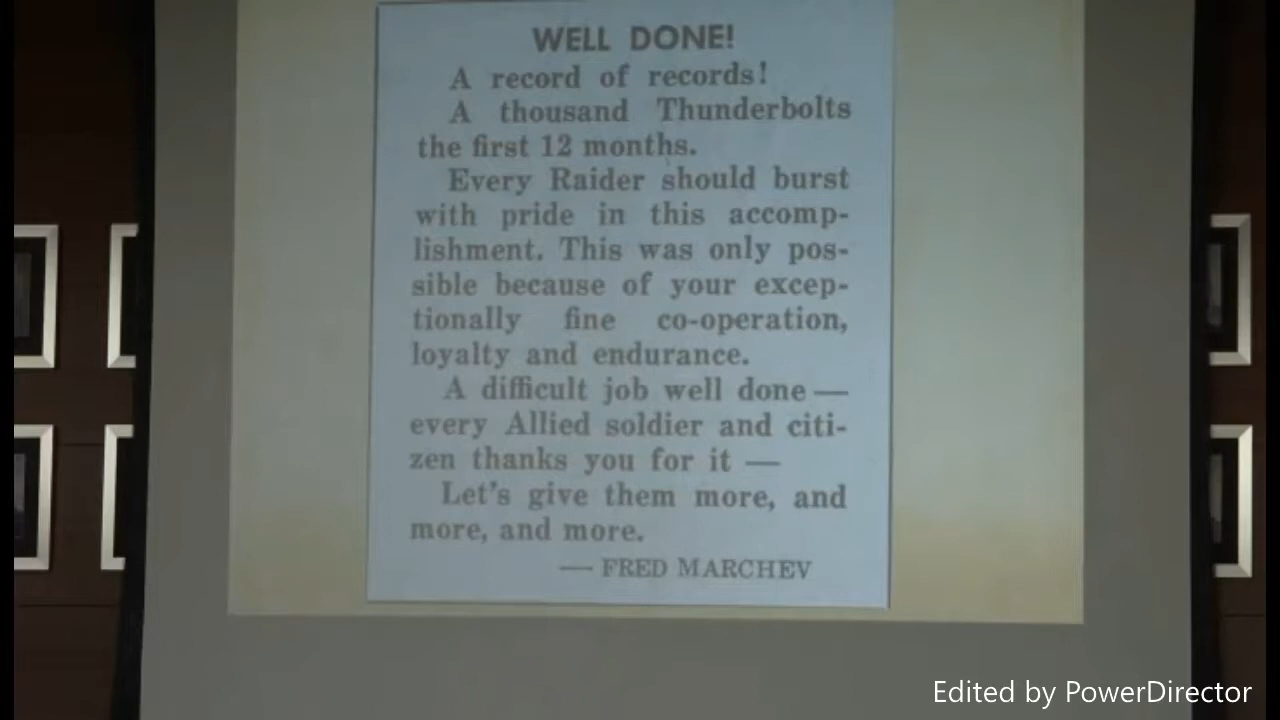 WELL DONE!
A record of records!
A thousand Thunderbolts
the first 12 months.
Every Raider should burst
with pride in this accomp-
lishment. This was only pos-
sible because of your excep-
tionally fine co-operation,
loyalty and endurance.
A difficult job well done —
every Allied soldier and citi-
zen thanks you for it —
Let's give them more, and
more, and more.
— FRED MARCHEV
Edited by PowerDirector